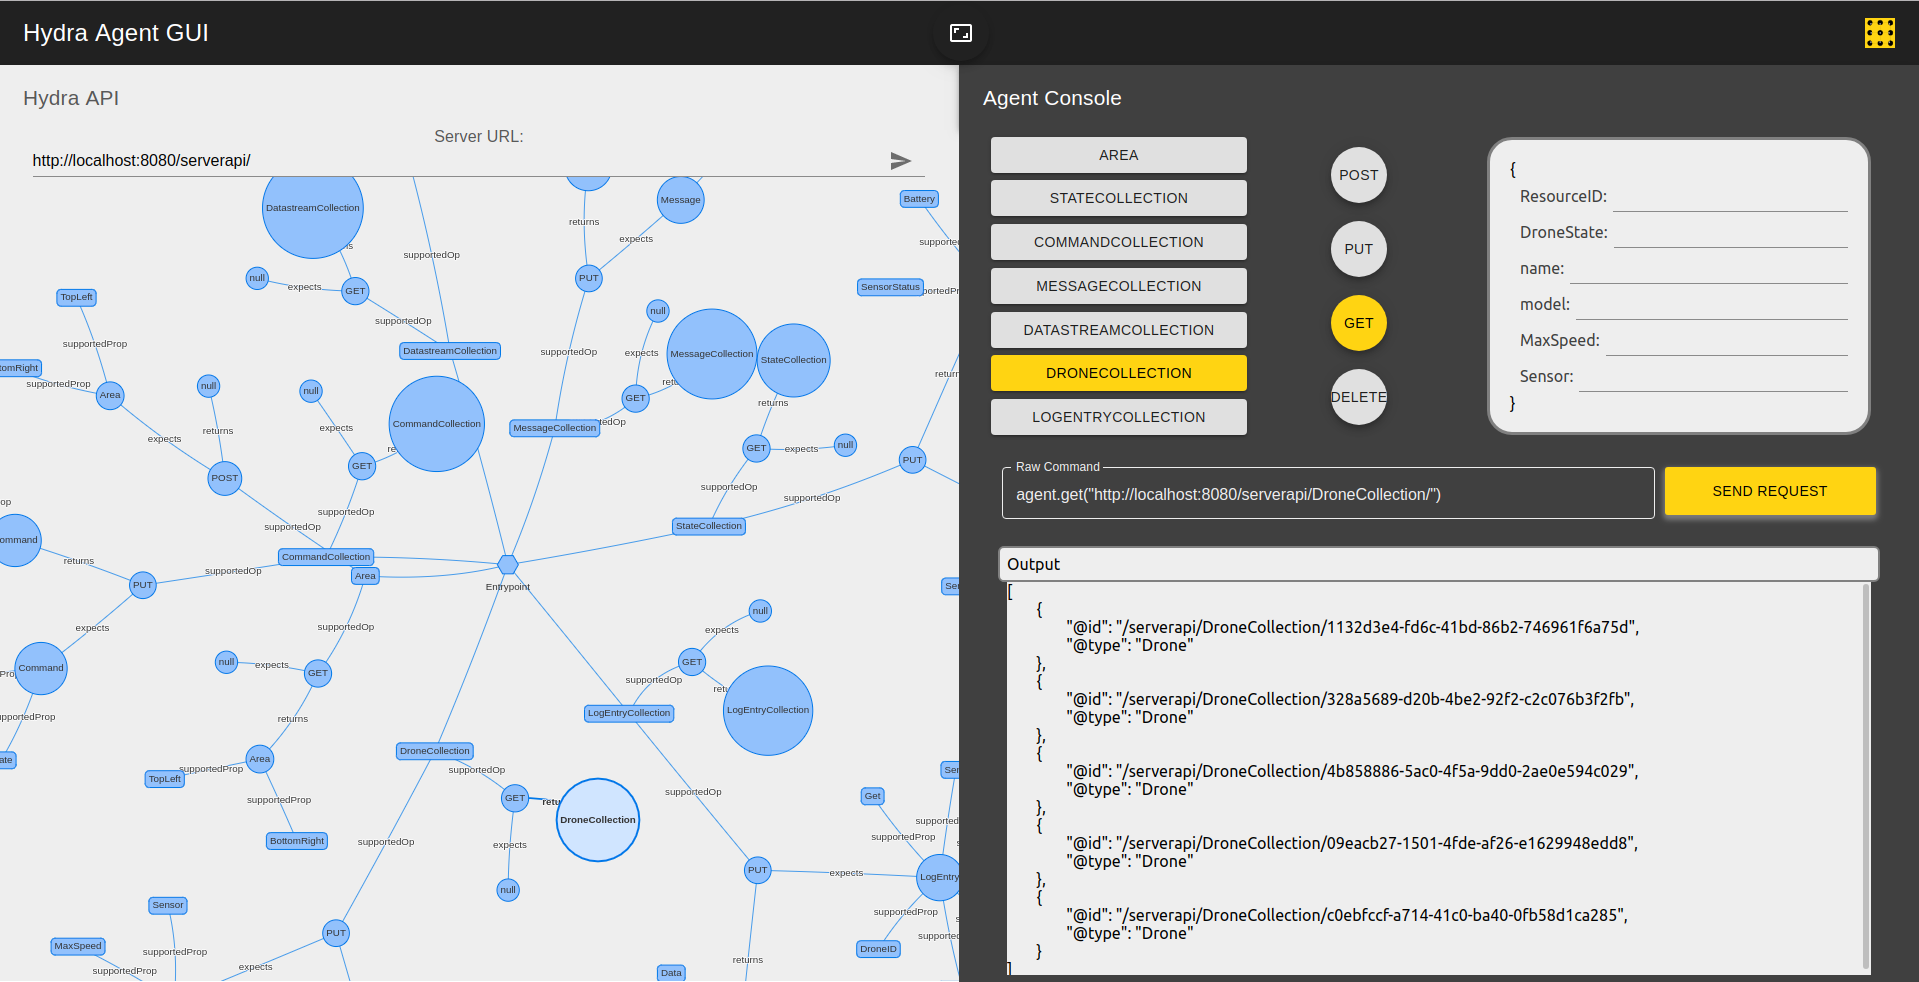 Hydra Agent GUI
Hydra API
Server URL:
http://localhost:8080/serverapi/
DatastreamCollection
supportedOp
returns
Message
expects
Battery
null
expects
GET
PUT
SensorStatus
TopLeft
supportedOp
supportedProp
DatastreamCollection
supportedOp
null
expects
MessageCollection
StateCollection
supportedProp
Area
null
null
GET
returns
CommandCollection
MessageCollection
expects
returns
expects
GET
GET
expects
null
PUT
POST
supportedOp
supportedOp
supportedOp
supportedOp
StateCollection
CommandCollection
returns
supportedOp
Area
Entrypoint
PUT
null
expects
supportedOp
expects
GET
Command
null
expects
GET
supportedOp
LogEntryCollection
LogEntryCollection
returns
DroneCollection
Area
supportedProp
TopLeft
supportedOp
GET
DroneCollection
supportedOp
Get
supportedProp
BottomRight
supportedOp
expects
supportedProp
PUT
expects
null
Sensor
supportedProp
PUT
DroneID
MaxSpeed
supportedProp
supportedProp
expects
returns
Data
Agent Console
AREA
STATECOLLECTION
COMMANDCOLLECTION
MESSAGECOLLECTION
DATASTREAMCOLLECTION
DRONECOLLECTION
LOGENTRYCOLLECTION
POST
PUT
GET
DELETE
{
ResourceID:
DroneState:
name:
model:
MaxSpeed:
Sensor:
}
Raw Command
agent.get("http://localhost:8080/serverapi/DroneCollection/")
SEND REQUEST
Output
[
{
"@id": "/serverapi/DroneCollection/1132d3e4-fd6c-41bd-86b2-746961f6a75d",
"@type": "Drone"
},
{
"@id": "/serverapi/DroneCollection/328a5689-d20b-4be2-92f2-c2c076b3f2fb",
"@type": "Drone"
},
{
"@id": "/serverapi/DroneCollection/4b858886-5ac0-4f5a-9dd0-2ae0e594c029",
"@type": "Drone"
},
{
"@id": "/serverapi/DroneCollection/09eacb27-1501-4fde-af26-e1629948edd8",
"@type": "Drone"
},
{
"@id": "/serverapi/DroneCollection/c0ebfccf-a714-41c0-ba40-0fb58d1ca285",
"@type": "Drone"
}
]